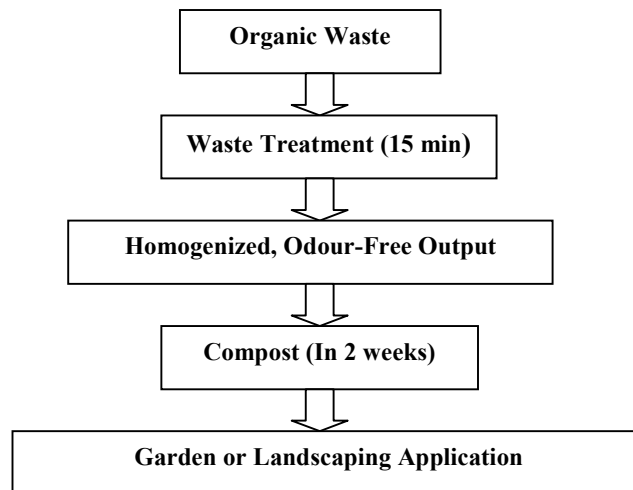 Organic Waste
Waste Treatment (15 min)
Homogenized, Odour-Free Output
Compost (In 2 weeks)
Garden or Landscaping Application